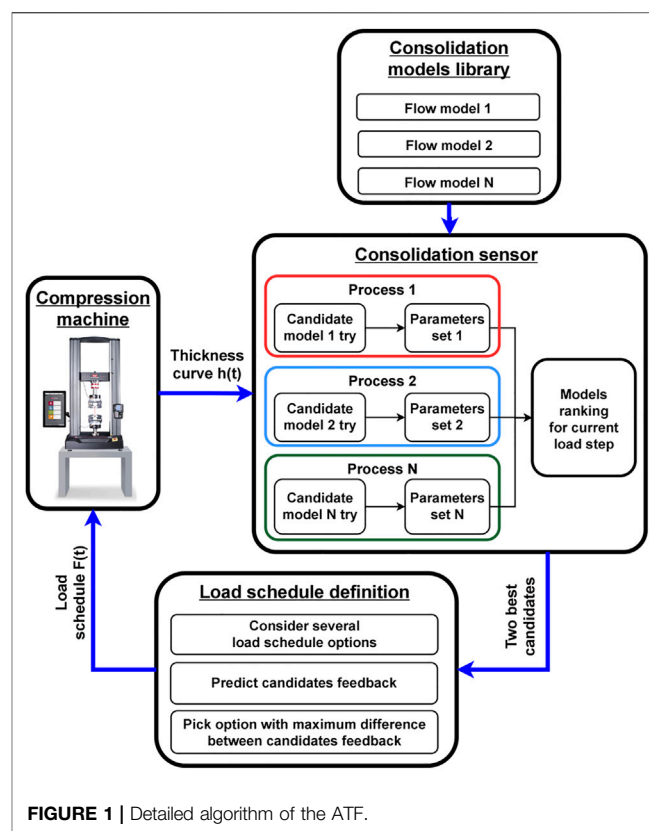 Consolidation
models library
Flow model 1
Flow model 2
Flow model N
Consolidation sensor
Process 1
Candidate
model 1 try
Parameters
set 1
Process 2
Candidate
model 2 try
Parameters
set 2
Process N
Candidate
model N try
Parameters
set N
Models
ranking
for current
load step
Compression
machine
Thickness
curve h(t)
Load
schedule F(t)
Two best
candidates
Load schedule definition
Consider several
load schedule options
Predict candidates feedback
Pick option with maximum difference
between candidates feedback
FIGURE 1 | Detailed algorithm of the ATF.